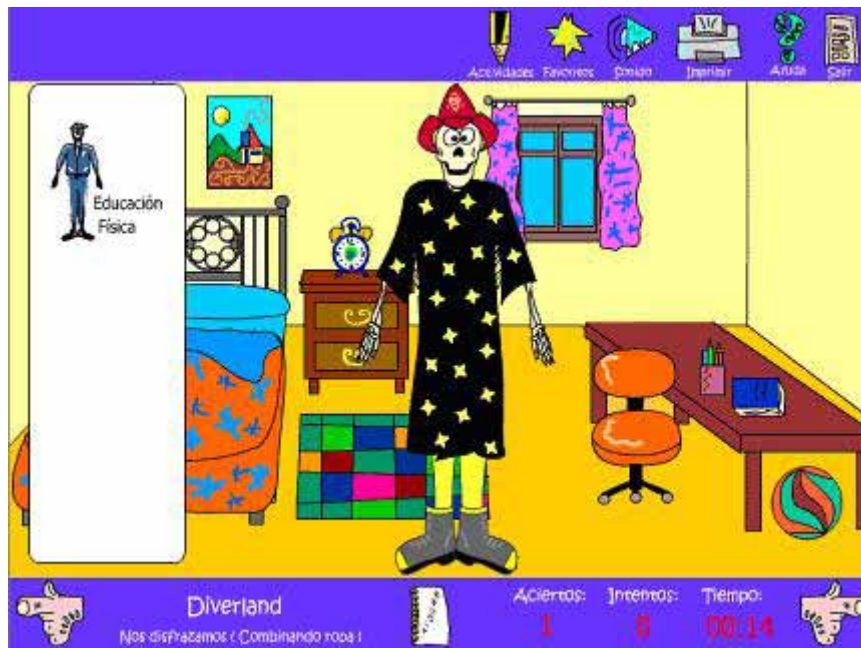 Actividades Favoritos Sonido Imprimir Ayuda Salir
Educación
Física
Diverland
Nos disfrazamos ( Combinando ropa )
Aciertos: Intentos: Tiempo:
1 0 00:14